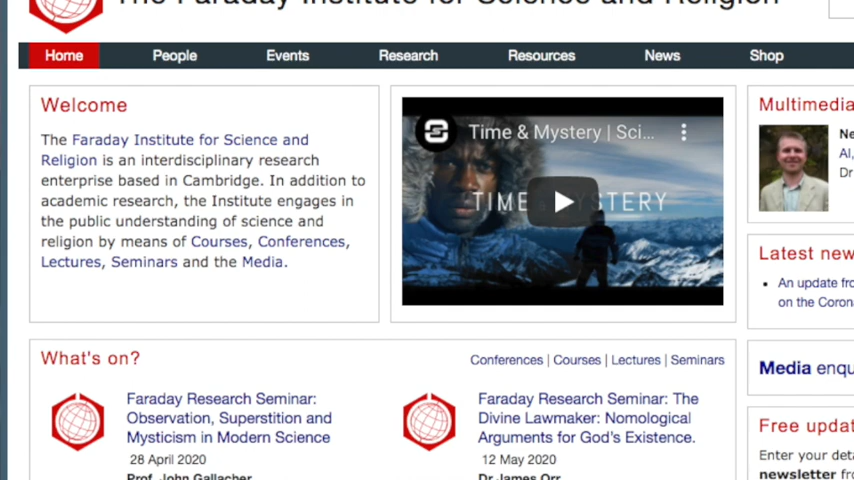 The Faraday Institute for Science and Religion
Home People Events Research Resources News Shop
Welcome
The Faraday Institute for Science and
Religion is an interdisciplinary research
enterprise based in Cambridge. In addition to
academic research, the Institute engages in
the public understanding of science and
religion by means of Courses, Conferences,
Lectures, Seminars and the Media.
Time & Mystery | Sci...
TIME & MYSTERY
Multimedia
Ne
AI,
Dr
Latest new
An update fro
on the Coron
Media enqu
Free updat
Enter your deta
newsletter fro
What's on?
Conferences | Courses | Lectures | Seminars
Faraday Research Seminar:
Observation, Superstition and
Mysticism in Modern Science
28 April 2020
Prof. John Gallacher
Faraday Research Seminar: The
Divine Lawmaker: Nomological
Arguments for God's Existence.
12 May 2020
Dr James Orr